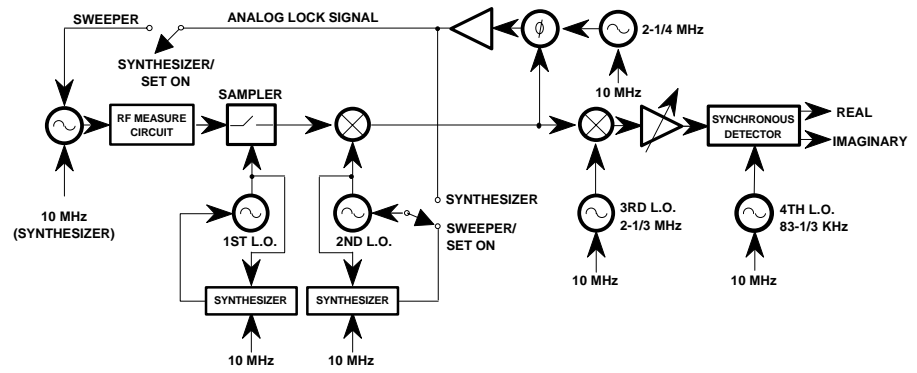 SWEEPER
ANALOG LOCK SIGNAL
SYNTHESIZER/
SET ON
ϕ
2-1/4 MHz
10 MHz
RF MEASURE
CIRCUIT
SAMPLER
SYNCHRONOUS
DETECTOR
REAL
IMAGINARY
10 MHz
(SYNTHESIZER)
1ST L.O.
2ND L.O.
SYNTHESIZER
SWEEPER/
SET ON
3RD L.O.
2-1/3 MHz
4TH L.O.
83-1/3 KHz
10 MHz
10 MHz
SYNTHESIZER
SYNTHESIZER
10 MHz
10 MHz